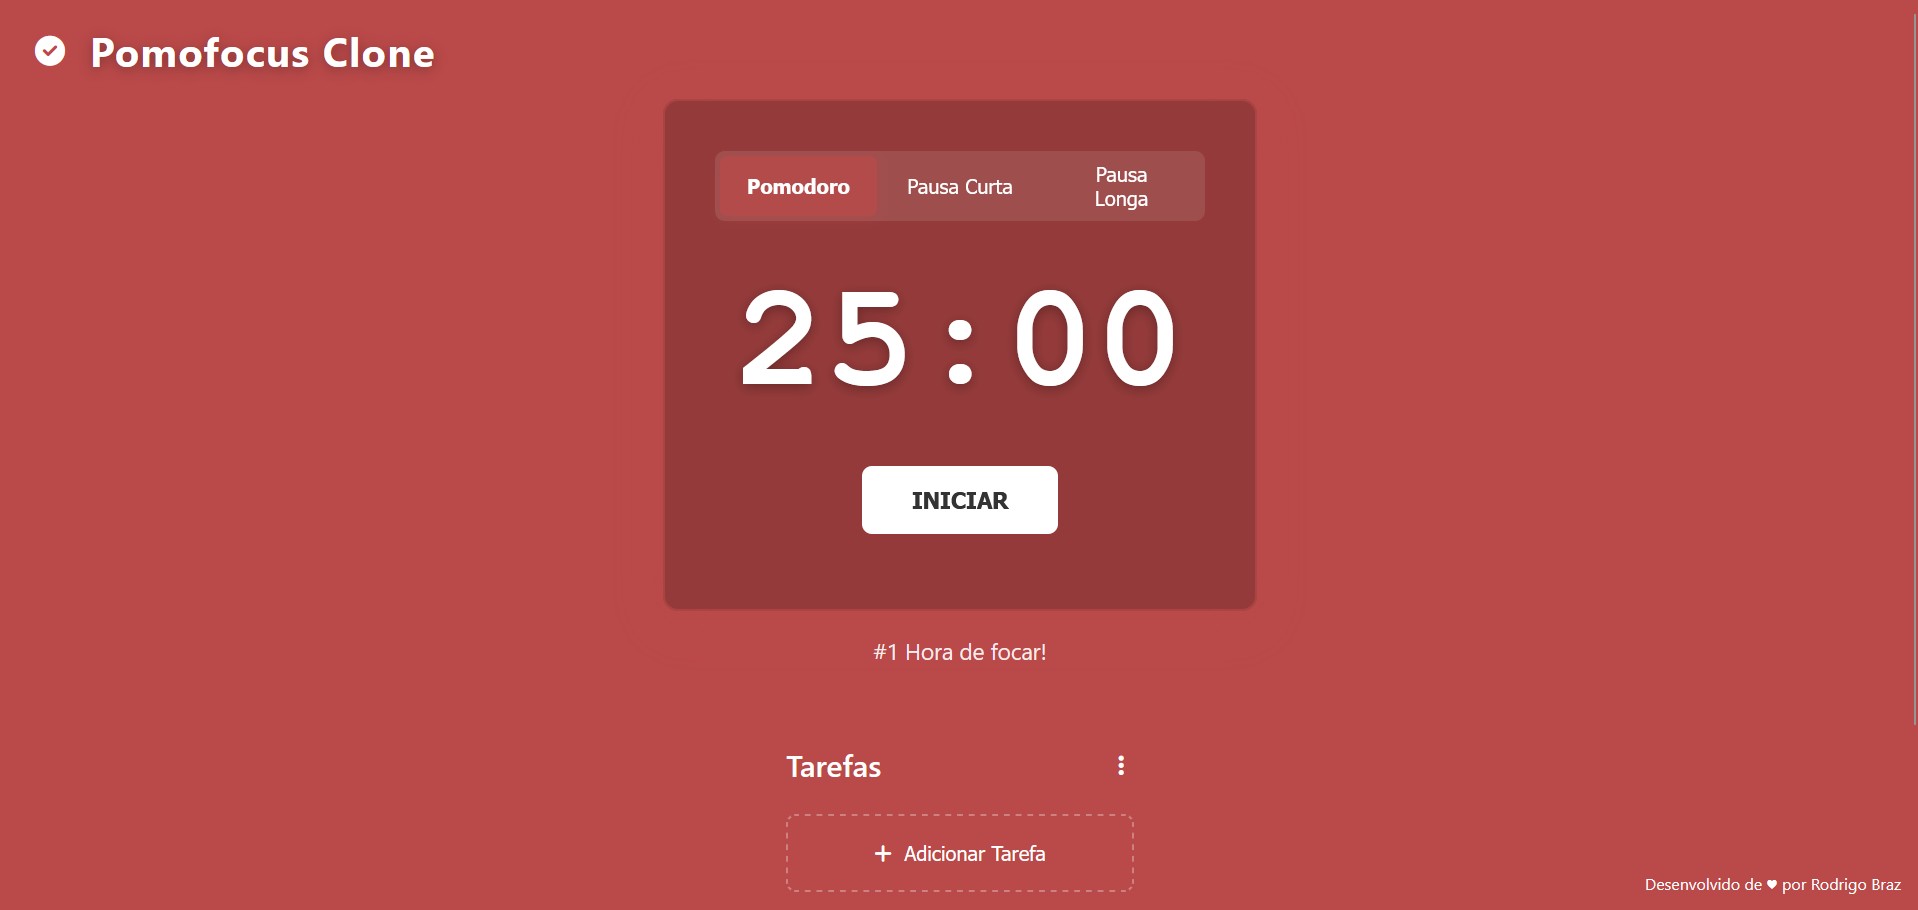 Pomofocus Clone
Pomodoro
Pausa Curta
Pausa
Longa
25:00
INICIAR
#1 Hora de focar!
Tarefas
+ Adicionar Tarefa
Desenvolvido de ♥ por Rodrigo Braz